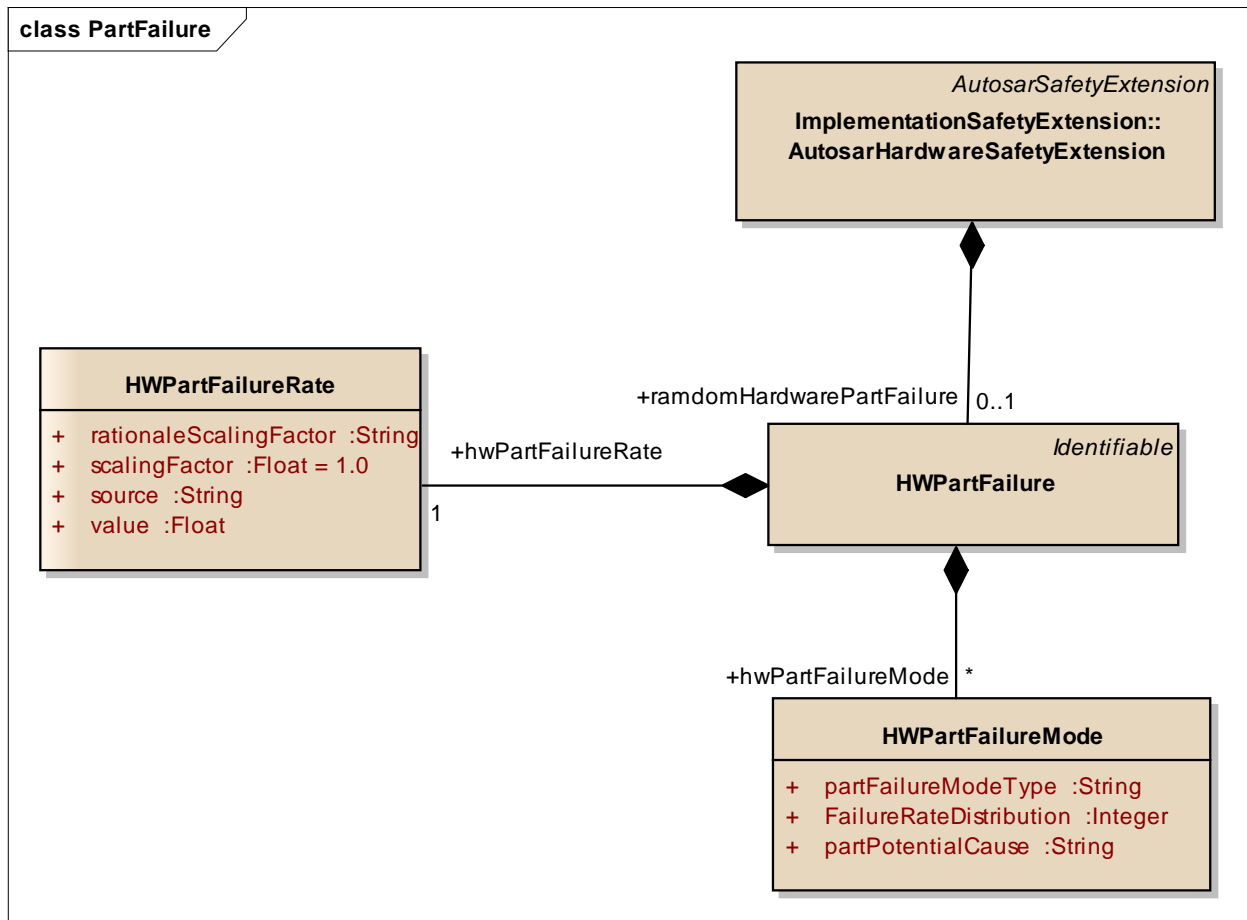 class PartFailure
AutosarSafetyExtension
ImplementationSafetyExtension::
AutosarHardwareSafetyExtension
+ramdomHardwarePartFailure
0..1
HWPartFailureRate
+ rationaleScalingFactor :String
+ scalingFactor :Float = 1.0
+ source :String
+ value :Float
+hwPartFailureRate
1
Identifiable
HWPartFailure
+hwPartFailureMode
*
HWPartFailureMode
+ partFailureModeType :String
+ FailureRateDistribution :Integer
+ partPotentialCause :String